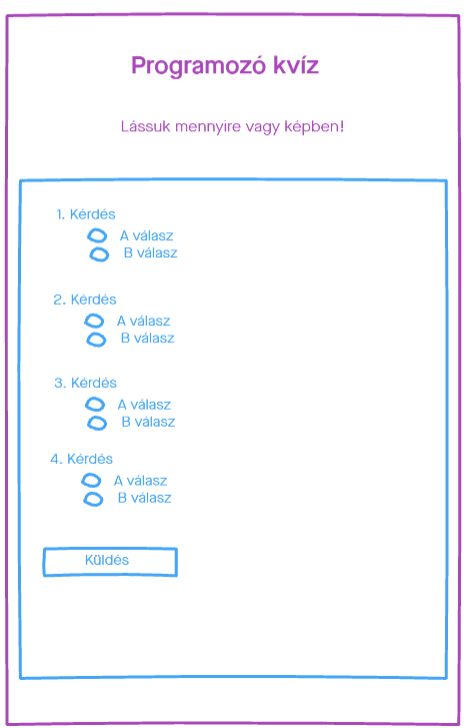 Programozó kvíz
Lássuk mennyire vagy képben!
1. Kérdés
A válasz
B válasz
2. Kérdés
A válasz
B válasz
3. Kérdés
A válasz
B válasz
4. Kérdés
A válasz
B válasz
Küldés